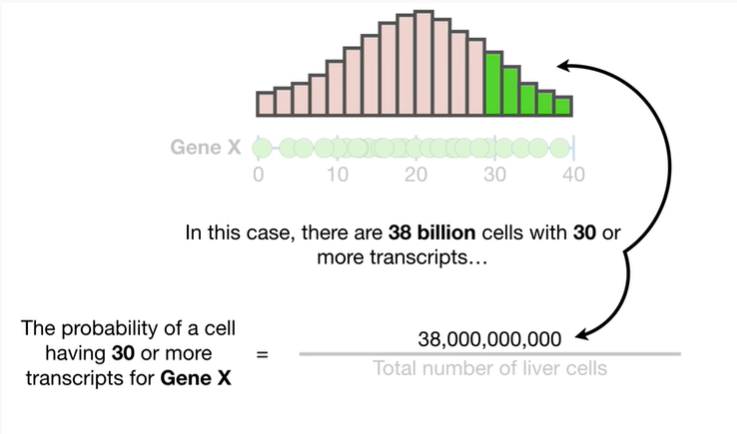 Gene X
0 10 20 30 40
In this case, there are 38 billion cells with 30 or
more transcripts...
The probability of a cell
having 30 or more
transcripts for Gene X
=
38,000,000,000
Total number of liver cells